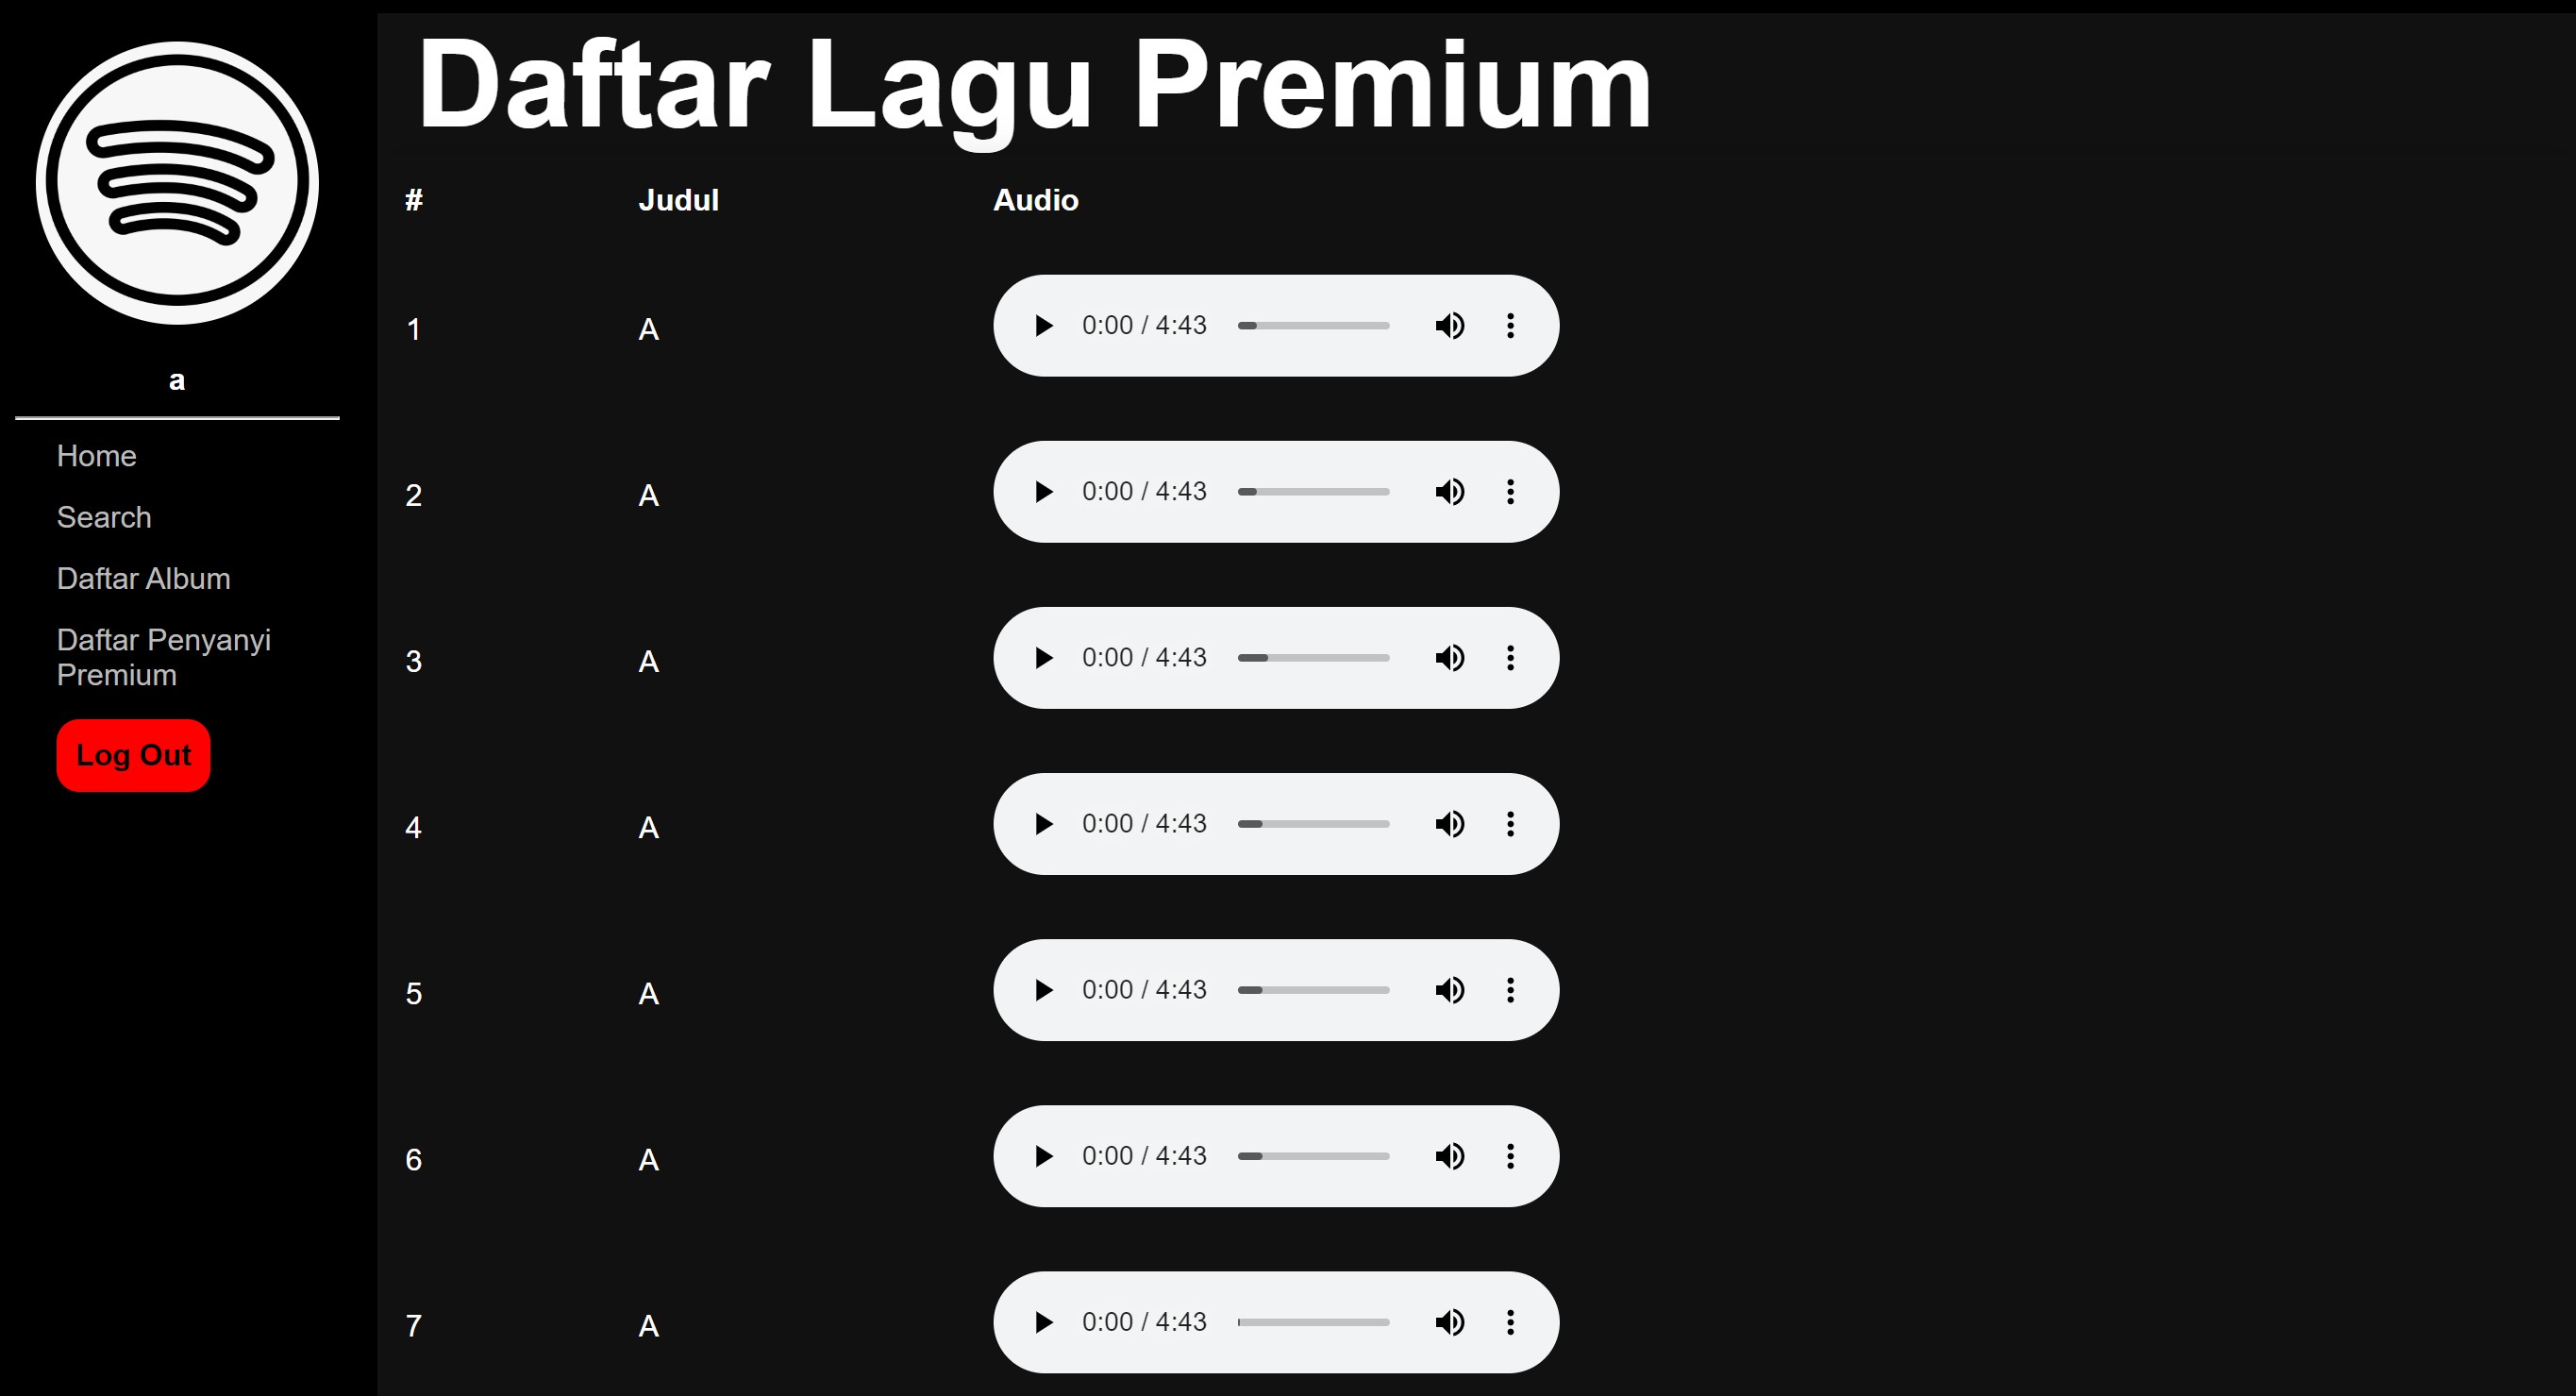 Daftar Lagu Premium
a
Home
Search
Daftar Album
Daftar Penyanyi
Premium
Log Out
# Judul Audio
1 A 0:00 / 4:43
2 A 0:00 / 4:43
3 A 0:00 / 4:43
4 A 0:00 / 4:43
5 A 0:00 / 4:43
6 A 0:00 / 4:43
7 A 0:00 / 4:43